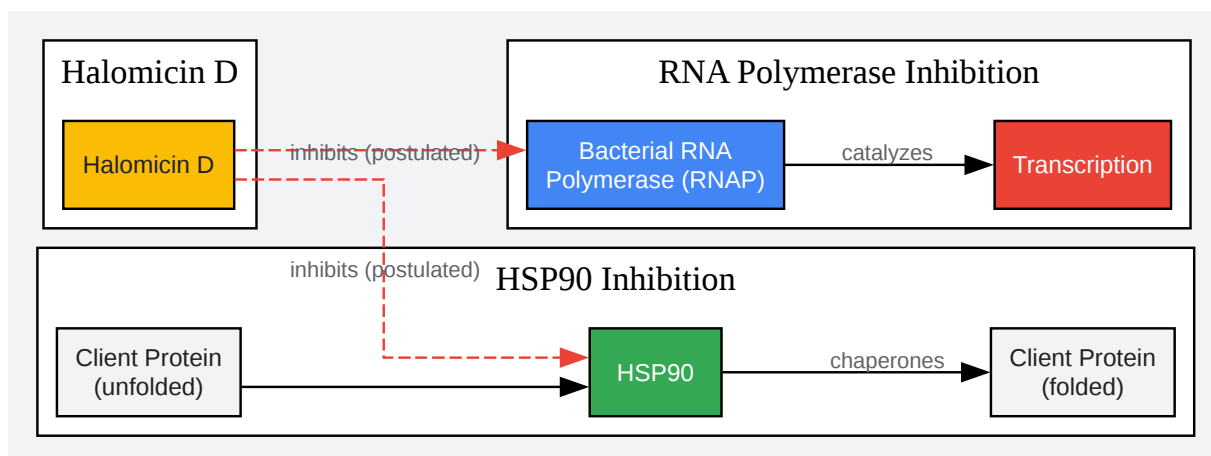 Halomicin D
RNA Polymerase Inhibition
Halomicin D
inhibits (postulated)
Bacterial RNA
Polymerase (RNAP)
catalyzes
Transcription
inhibits (postulated)
HSP90 Inhibition
Client Protein
(unfolded)
HSP90
chaperones
Client Protein
(folded)